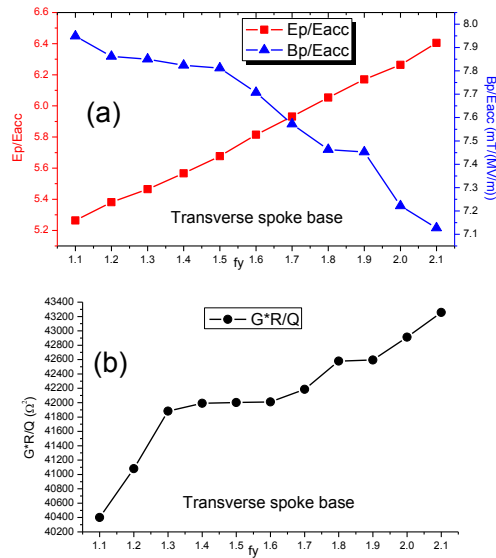 6.6
6.4
6.2
6.0
5.8
5.6
5.4
5.2
Ep/Eacc
Ep/Eacc
Bp/Eacc
(a)
Transverse spoke base
8.0
7.9
7.8
7.7
7.6
7.5
7.4
7.3
7.2
7.1
Bp/Eacc (mT/(MV/m))
1.1 1.2 1.3 1.4 1.5 1.6 1.7 1.8 1.9 2.0 2.1
fy
43400
43200
43000
42800
42600
42400
42200
42000
41800
41600
41400
41200
41000
40800
40600
40400
40200
G*R/Q (Ω²)
G*R/Q
(b)
Transverse spoke base
1.1 1.2 1.3 1.4 1.5 1.6 1.7 1.8 1.9 2.0 2.1
fy